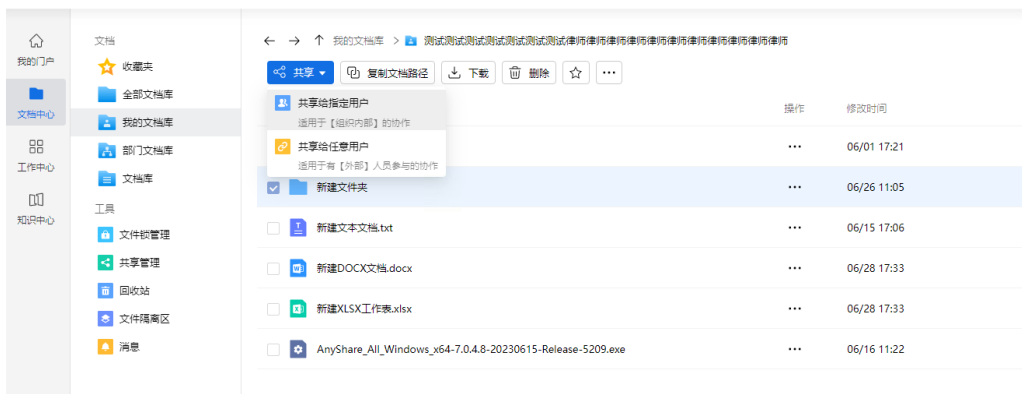 我的门户
文档中心
工作中心
知识中心
文档
收藏夹
全部文档库
我的文档库
部门文档库
文档库
工具
文件锁管理
共享管理
回收站
文件隔离区
消息
我的文档库 > 测试测试测试测试测试测试测试律师律师律师律师律师律师律师律师律师律师律师
共享 复制文档路径 下载 删除 ···
共享给指定用户
适用于【组织内部】的协作
共享给任意用户
适用于有【外部】人员参与的协作
操作 修改时间
··· 06/01 17:21
新建文件夹 ··· 06/26 11:05
新建文本文档.txt ··· 06/15 17:06
新建DOCX文档.docx ··· 06/28 17:33
新建XLSX工作表.xlsx ··· 06/28 17:33
AnyShare_All_Windows_x64-7.0.4.8-20230615-Release-5209.exe ··· 06/16 11:22